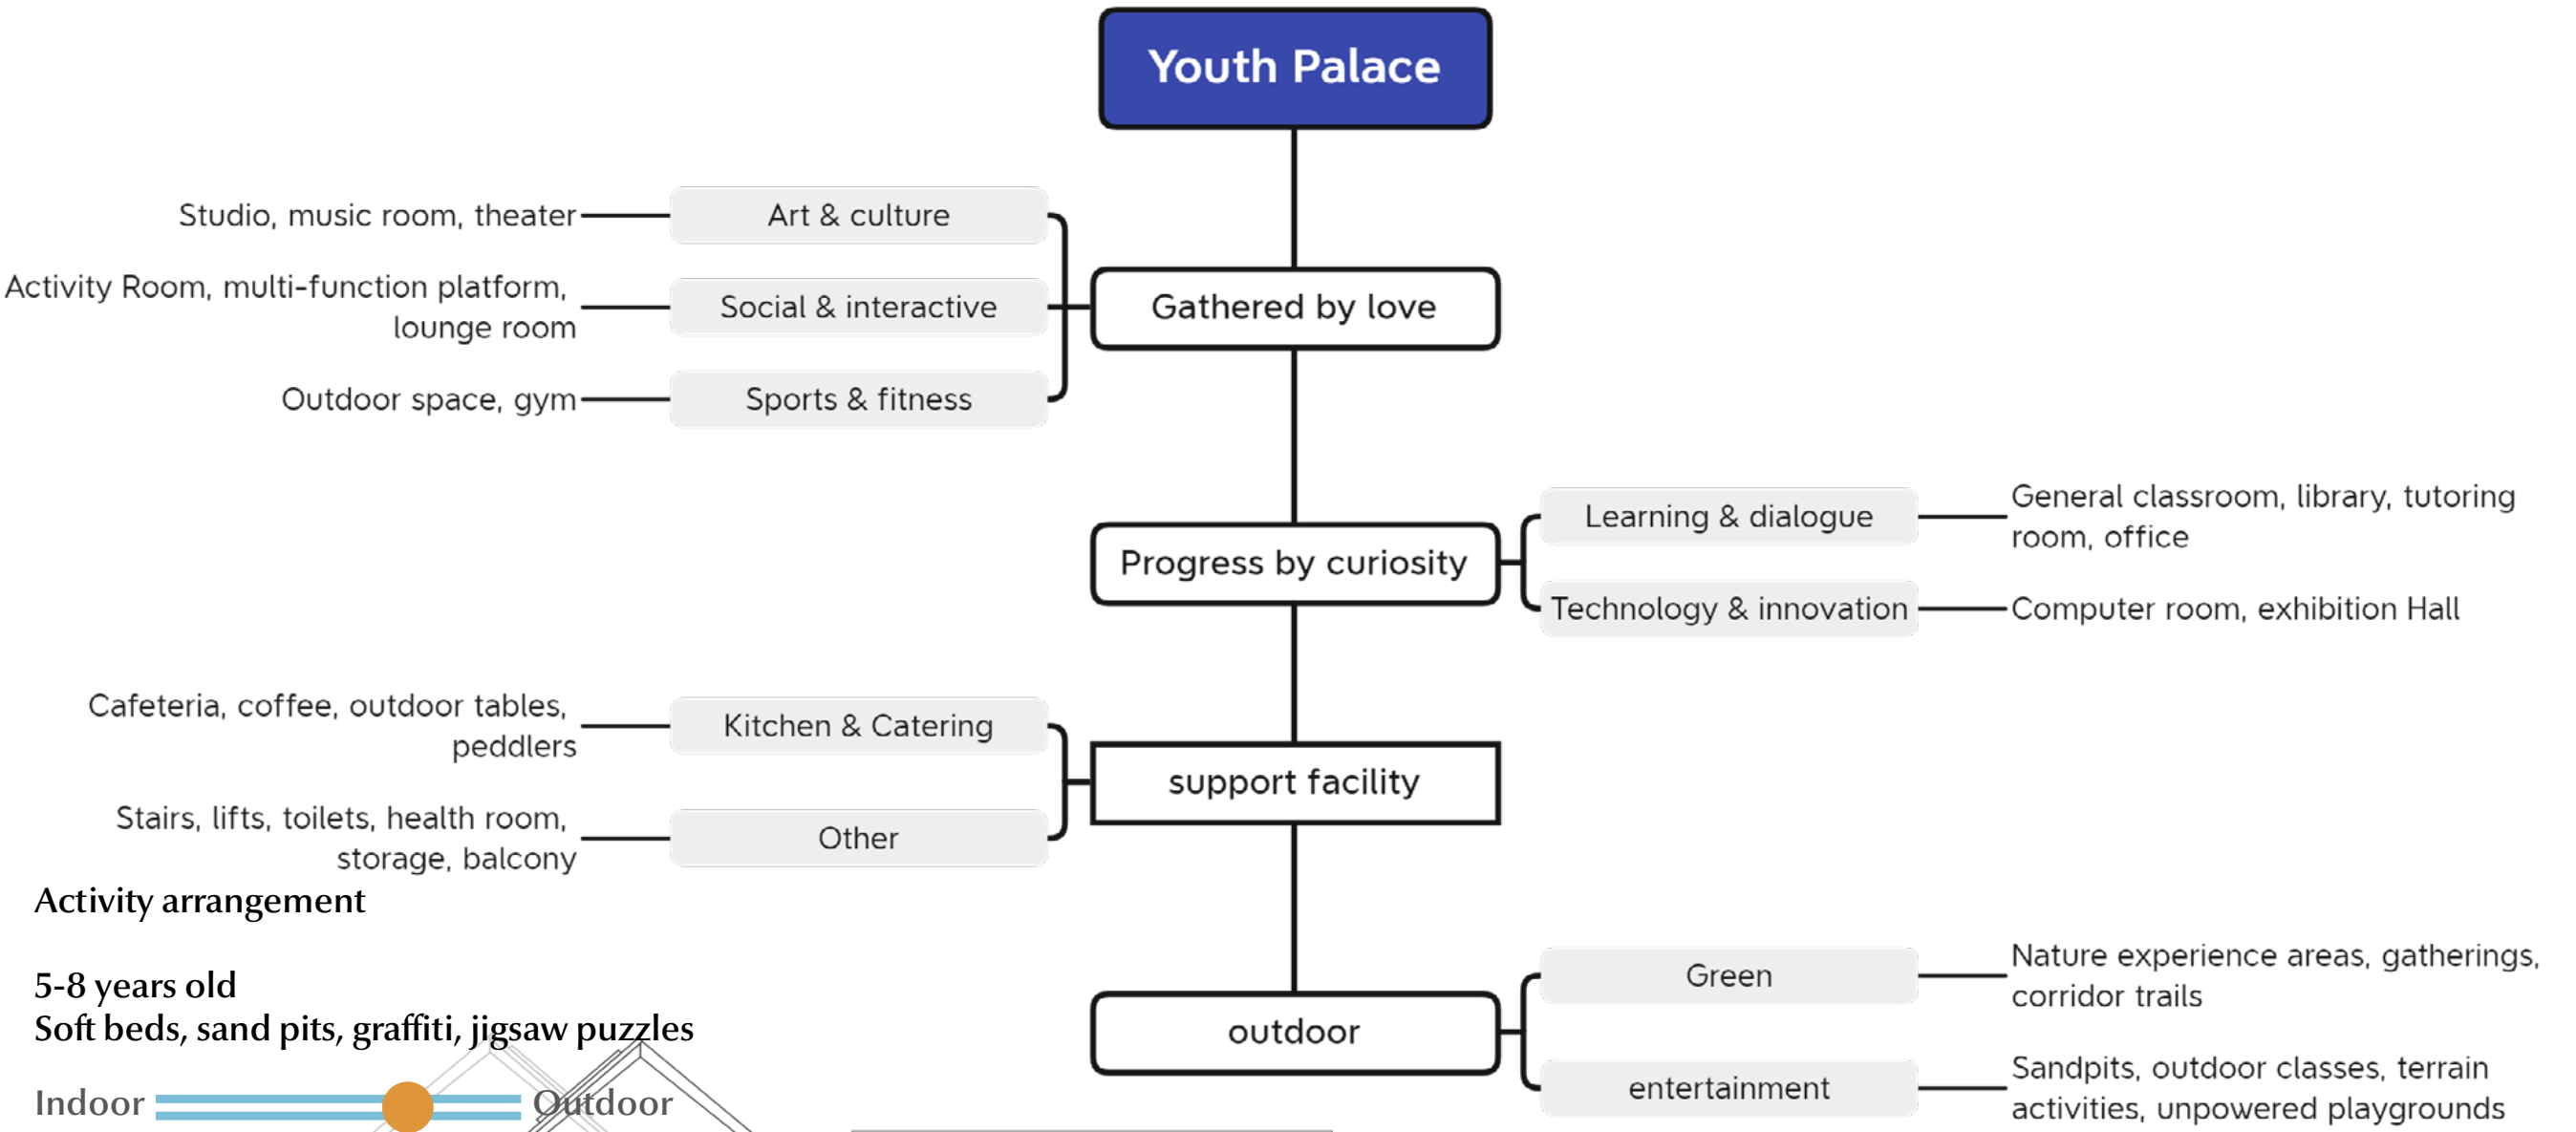 Youth Palace
Studio, music room, theater
Art & culture
Activity Room, multi-function platform,
lounge room
Social & interactive
Gathered by love
Outdoor space, gym
Sports & fitness
Progress by curiosity
Learning & dialogue
General classroom, library, tutoring
room, office
Technology & innovation
Computer room, exhibition Hall
Cafeteria, coffee, outdoor tables,
peddlers
Kitchen & Catering
support facility
Stairs, lifts, toilets, health room,
storage, balcony
Other
outdoor
Green
Nature experience areas, gatherings,
corridor trails
entertainment
Sandpits, outdoor classes, terrain
activities, unpowered playgrounds
Activity arrangement
5-8 years old
Soft beds, sand pits, graffiti, jigsaw puzzles
Indoor
Outdoor